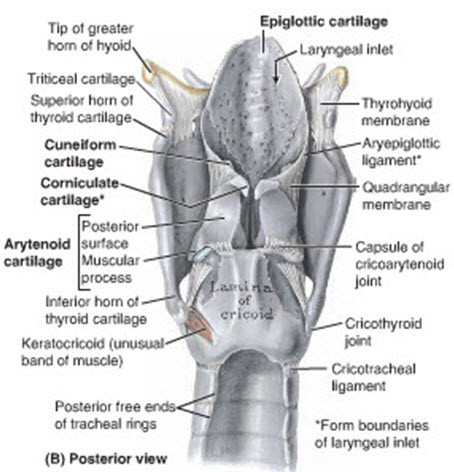 Tip of greater
horn of hyoid
Triticeal cartilage
Superior horn of
thyroid cartilage
Cuneiform
cartilage
Corniculate
cartilage*
Arytenoid
cartilage
Posterior
surface
Muscular
process
Inferior horn of
thyroid cartilage
Keratocricoid (unusual
band of muscle)
Posterior free ends
of tracheal rings
(B) Posterior view
Lamina
of
cricoid
Epiglottic cartilage
Laryngeal inlet
Thyrohyoid
membrane
Aryepiglottic
ligament*
Quadrangular
membrane
Capsule of
cricoarytenoid
joint
Cricothyroid
joint
Cricotracheal
ligament
*Form boundaries
of laryngeal inlet